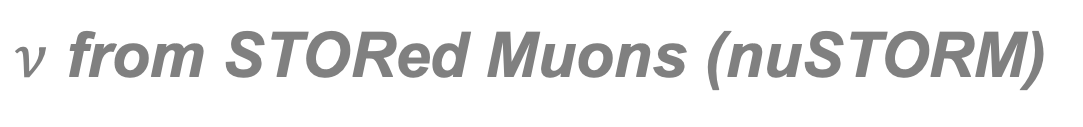 ν from STORed Muons (nuSTORM)